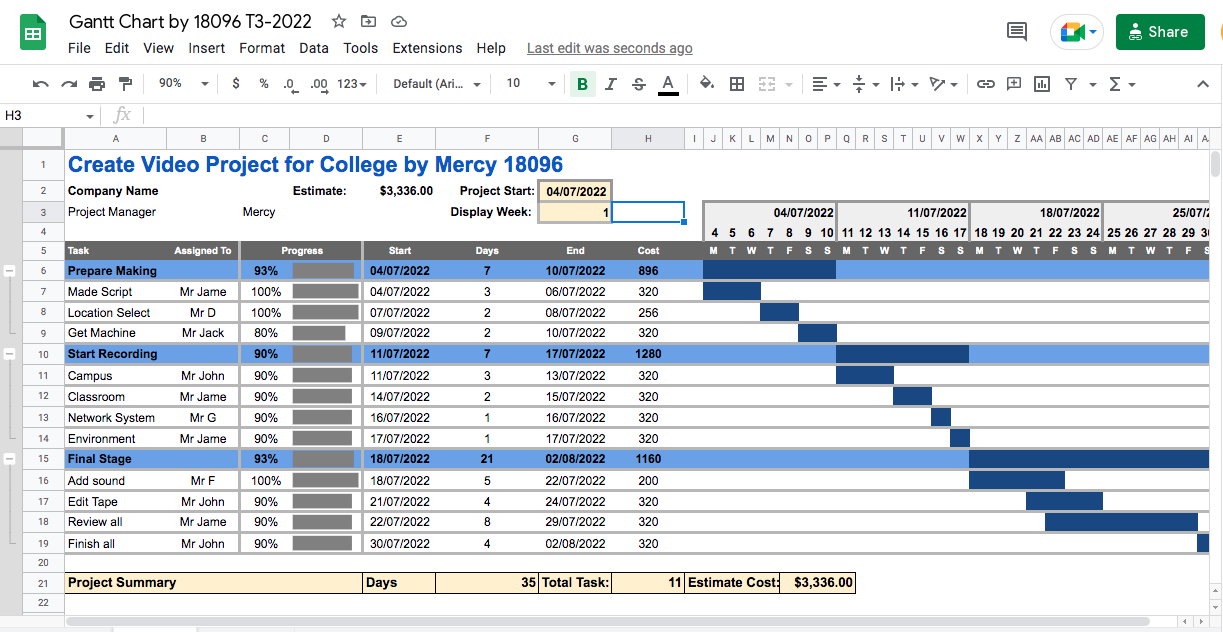 Gantt Chart by 18096 T3-2022
File Edit View Insert Format Data Tools Extensions Help Last edit was seconds ago
Share
90% $ % .0 .00 123 Default (Ari... 10 B I S A
H3 fx
A B C D E F G H I J K L M N O P Q R S T U V W X Y Z AA AB AC AD AE AF AG AH AI
1 Create Video Project for College by Mercy 18096
2 Company Name Estimate: $3,336.00 Project Start: 04/07/2022
3 Project Manager Mercy Display Week: 1 04/07/2022 11/07/2022 18/07/2022 25/07/
4 4 5 6 7 8 9 10 11 12 13 14 15 16 17 18 19 20 21 22 23 24 25 26 27 28 29
5 Task Assigned To Progress Start Days End Cost M T W T F S S M T W T F S S M T W T F S S M T W T F
6 Prepare Making 93% 04/07/2022 7 10/07/2022 896
7 Made Script Mr Jame 100% 04/07/2022 3 06/07/2022 320
8 Location Select Mr D 100% 07/07/2022 2 08/07/2022 256
9 Get Machine Mr Jack 80% 09/07/2022 2 10/07/2022 320
10 Start Recording 90% 11/07/2022 7 17/07/2022 1280
11 Campus Mr John 90% 11/07/2022 3 13/07/2022 320
12 Classroom Mr Jame 90% 14/07/2022 2 15/07/2022 320
13 Network System Mr G 90% 16/07/2022 1 16/07/2022 320
14 Environment Mr Jame 90% 17/07/2022 1 17/07/2022 320
15 Final Stage 93% 18/07/2022 21 02/08/2022 1160
16 Add sound Mr F 100% 18/07/2022 5 22/07/2022 200
17 Edit Tape Mr John 90% 21/07/2022 4 24/07/2022 320
18 Review all Mr Jame 90% 22/07/2022 8 29/07/2022 320
19 Finish all Mr John 90% 30/07/2022 4 02/08/2022 320
20
21 Project Summary Days 35 Total Task: 11 Estimate Cost: $3,336.00
22